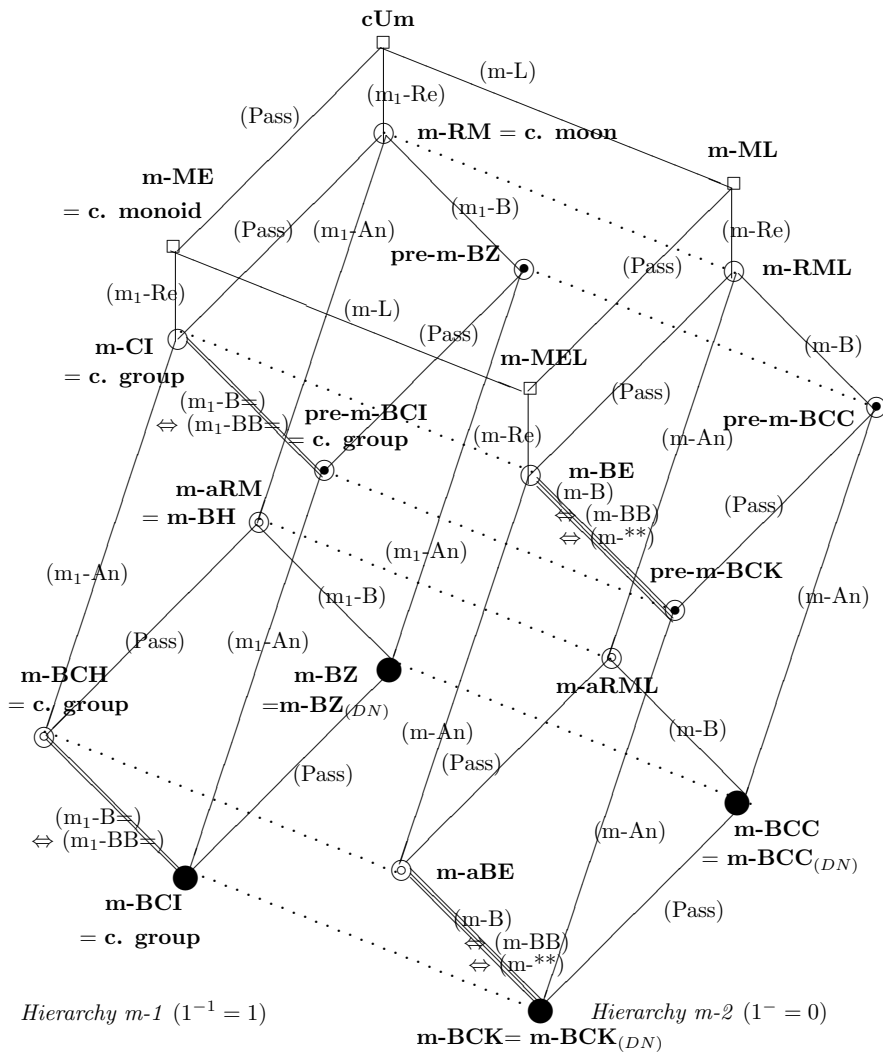 cUm
(m-L)
(m₁-Re)
(Pass)
m-RM = c. moon
m-ML
m-ME
= c. monoid
(m₁-B)
(Pass)
(m₁-An)
(m-Re)
pre-m-BZ
(Pass)
m-RML
(m₁-Re)
(m-L)
(Pass)
m-CI
(m-B)
m-MEL
= c. group
(Pass)
(m₁-B=)
pre-m-BCI
pre-m-BCC
⇔ (m₁-BB=)
= c. group
(m-Re)
(m-An)
m-BE
m-aRM
(m-B)
= m-BH
⇔ (m-BB)
(Pass)
⇔ (m-**)
(m₁-An)
(m₁-An)
pre-m-BCK
(m₁-B)
(m-An)
(Pass)
(m₁-An)
m-BCH
m-BZ
m-aRML
= c. group
=m-BZ(DN)
(m-An)
(m-B)
(Pass)
(Pass)
(m₁-B=)
⇔ (m₁-BB=)
(m-An)
m-BCC
= m-BCC(DN)
m-aBE
m-BCI
(m-B)
(Pass)
= c. group
⇔ (m-BB)
⇔ (m-**)
Hierarchy m-1 (1⁻¹ = 1)
Hierarchy m-2 (1⁻ = 0)
m-BCK= m-BCK(DN)